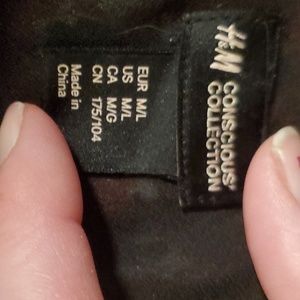 H&M
CONSCIOUS
COLLECTION
EUR M/L
US M/L
CA M/G
CN 175/104
Made in
China